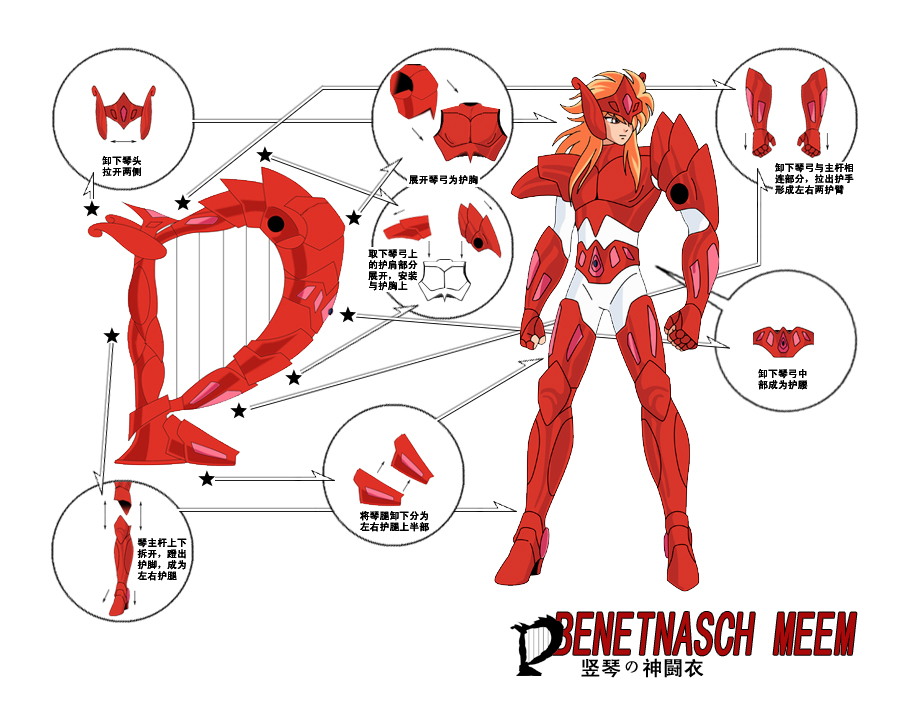 卸下琴头
拉开两侧
展开琴弓为护胸
卸下琴弓与主杆相
连部分，拉出护手
形成左右两护臂
取下琴弓上
的护肩部分
展开，安装
与护胸上
卸下琴弓中
部成为护腰
将琴腿卸下分为
左右护腿上半部
琴主杆上下
拆开，蹬出
护脚，成为
左右护腿
BENETNASCH MEEM
竖琴の神闘衣